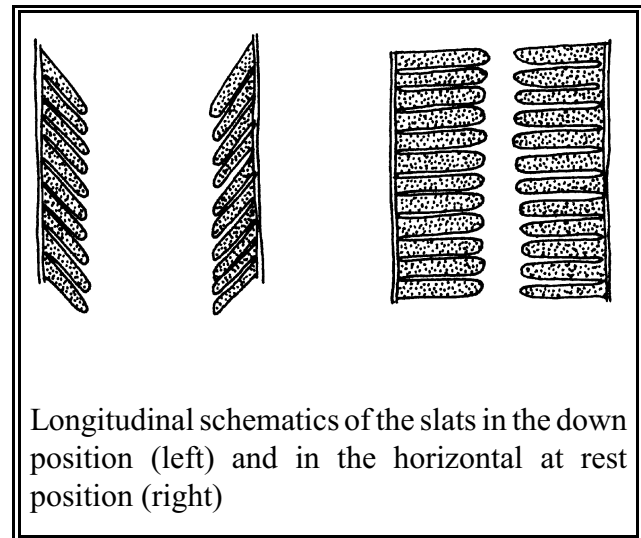 Longitudinal schematics of the slats in the down
position (left) and in the horizontal at rest
position (right)